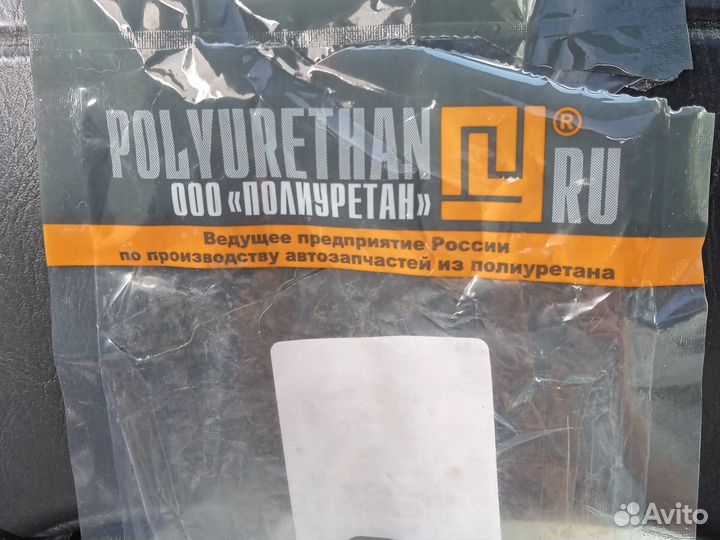 POLYURETHAN ® RU
ООО «ПОЛИУРЕТАН»
Ведущее предприятие России
по производству автозапчастей из полиуретана
Avito